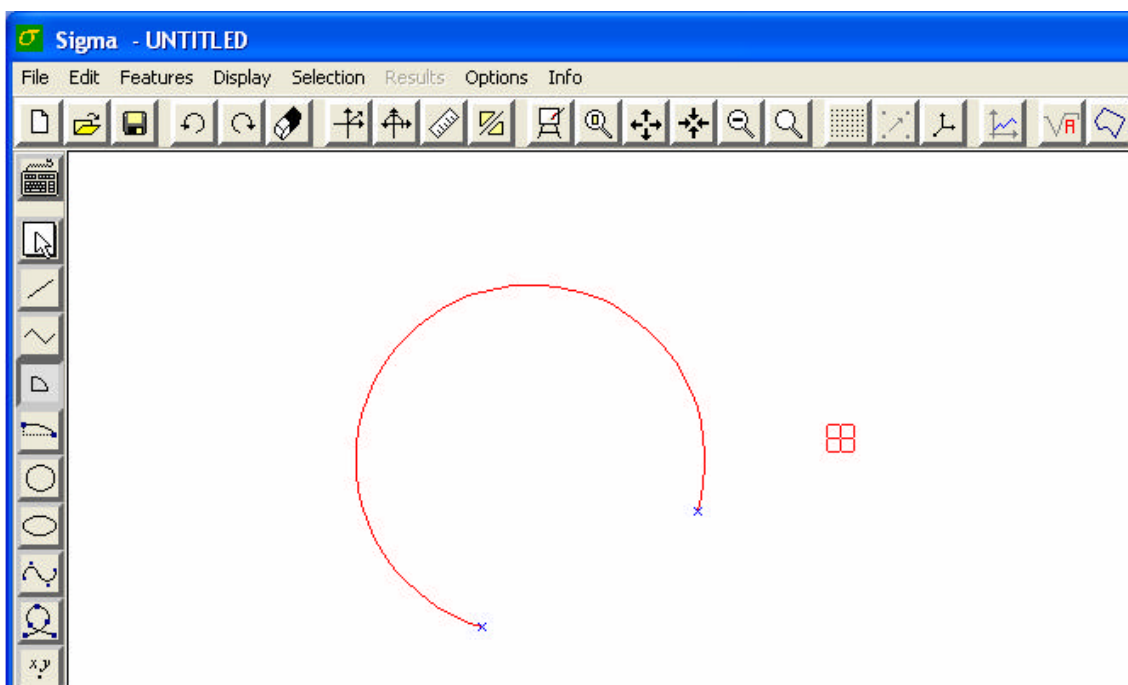 σ Sigma - UNTITLED
File Edit Features Display Selection Results Options Info
R
x,y